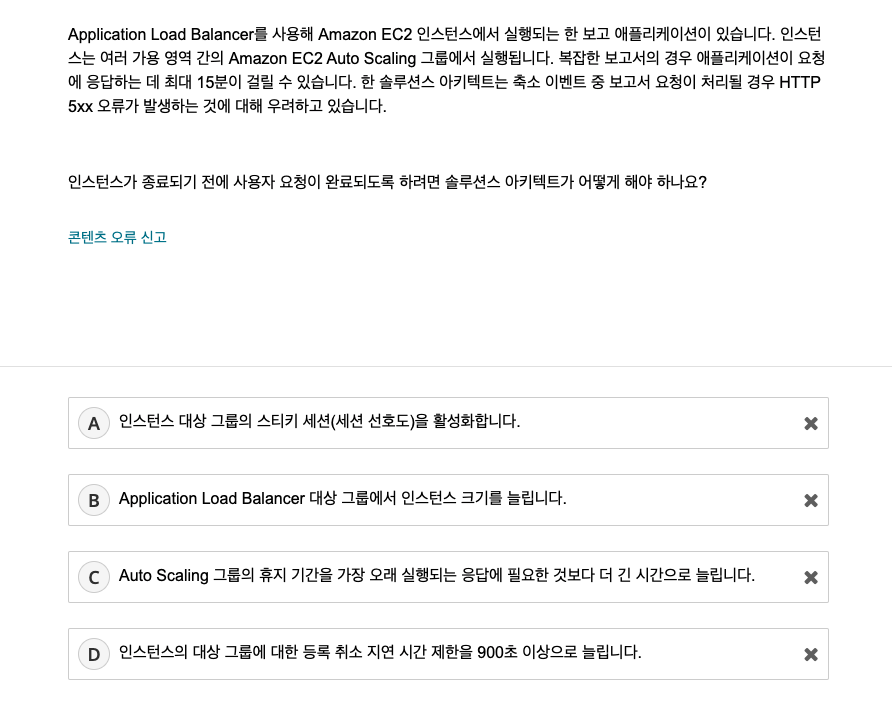 Application Load Balancer를 사용해 Amazon EC2 인스턴스에서 실행되는 한 보고 애플리케이션이 있습니다. 인스턴
스는 여러 가용 영역 간의 Amazon EC2 Auto Scaling 그룹에서 실행됩니다. 복잡한 보고서의 경우 애플리케이션이 요청
에 응답하는 데 최대 15분이 걸릴 수 있습니다. 한 솔루션스 아키텍트는 축소 이벤트 중 보고서 요청이 처리될 경우 HTTP
5xx 오류가 발생하는 것에 대해 우려하고 있습니다.
인스턴스가 종료되기 전에 사용자 요청이 완료되도록 하려면 솔루션스 아키텍트가 어떻게 해야 하나요?
콘텐츠 오류 신고
A 인스턴스 대상 그룹의 스티키 세션(세션 선호도)을 활성화합니다.
B Application Load Balancer 대상 그룹에서 인스턴스 크기를 늘립니다.
C Auto Scaling 그룹의 휴지 기간을 가장 오래 실행되는 응답에 필요한 것보다 더 긴 시간으로 늘립니다.
D 인스턴스의 대상 그룹에 대한 등록 취소 지연 시간 제한을 900초 이상으로 늘립니다.